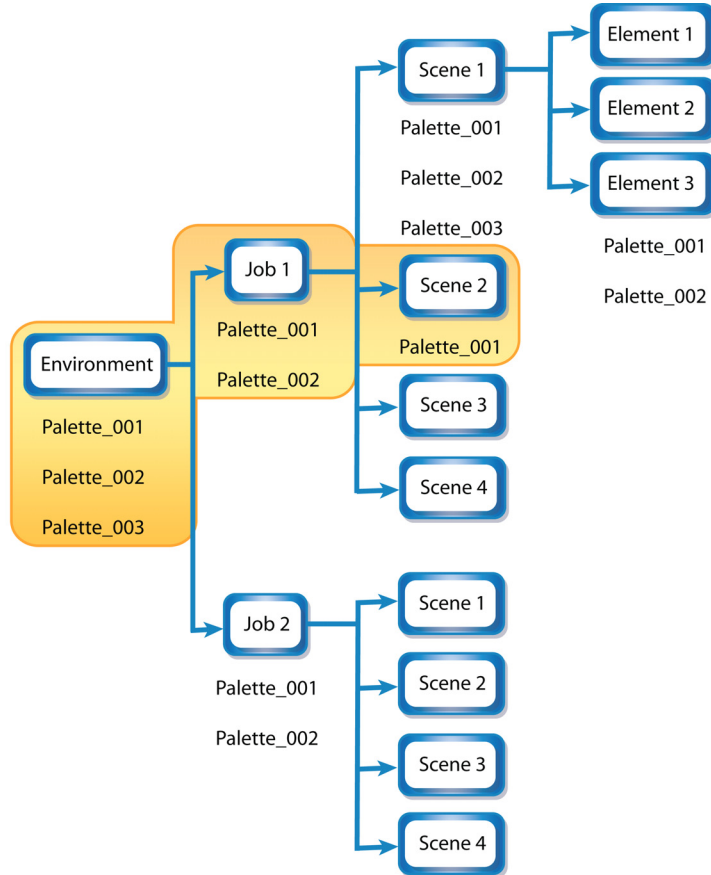 Element 1
Scene 1
Element 2
Palette_001
Palette_002
Element 3
Palette_003
Palette_001
Job 1
Scene 2
Palette_002
Palette_001
Palette_001
Environment
Palette_002
Scene 3
Palette_001
Palette_002
Scene 4
Palette_003
Scene 1
Job 2
Scene 2
Palette_001
Palette_002
Scene 3
Scene 4